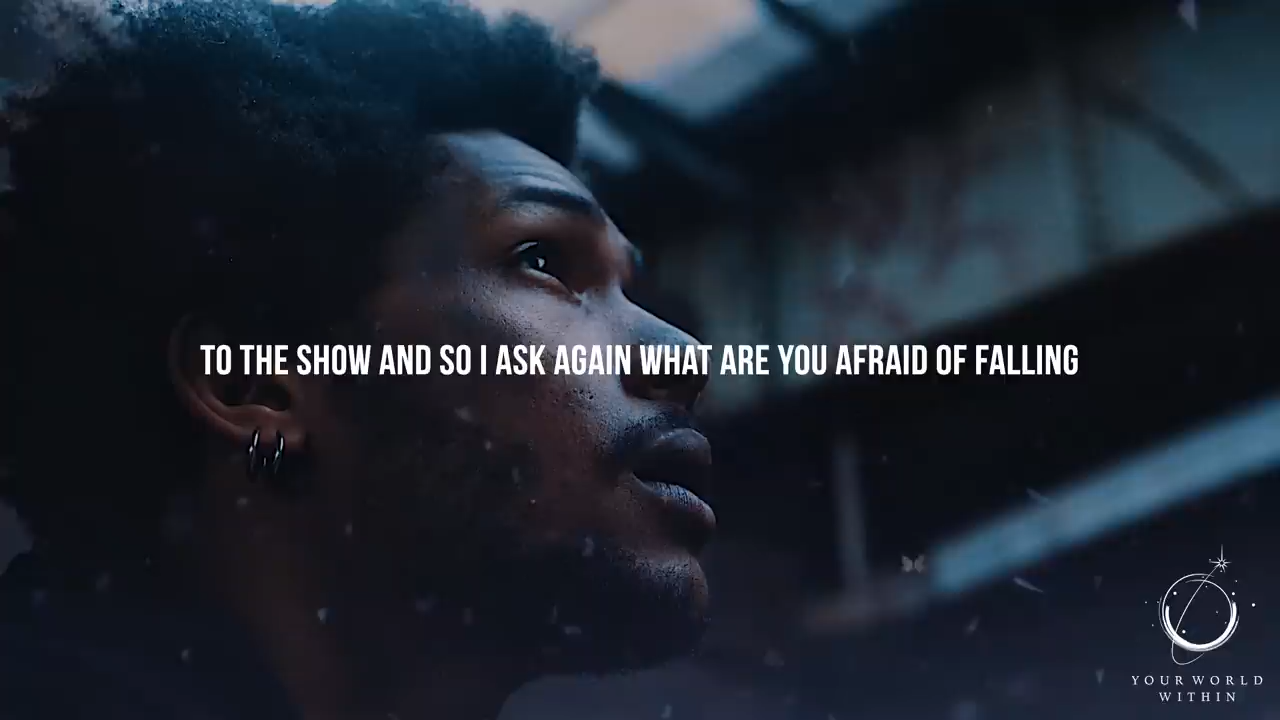 TO THE SHOW AND SO I ASK AGAIN WHAT ARE YOU AFRAID OF FALLING
YOUR WORLD
WITHIN